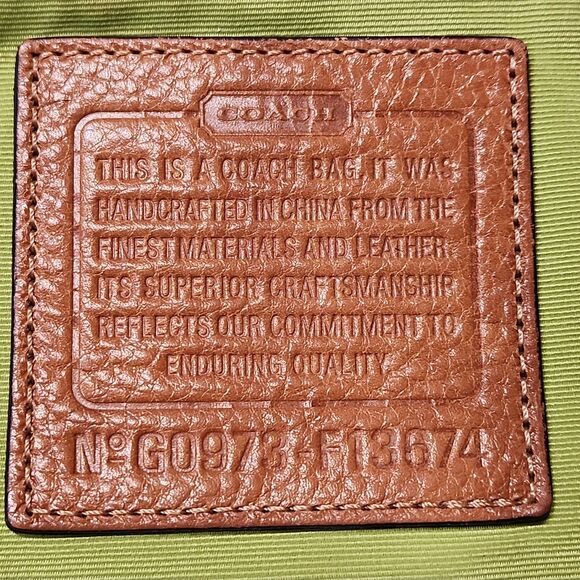 COACH
THIS IS A COACH BAG. IT WAS
HANDCRAFTED IN CHINA FROM THE
FINEST MATERIALS AND LEATHER.
ITS SUPERIOR CRAFTSMANSHIP
REFLECTS OUR COMMITMENT TO
ENDURING QUALITY.
Nº G0973-F13674